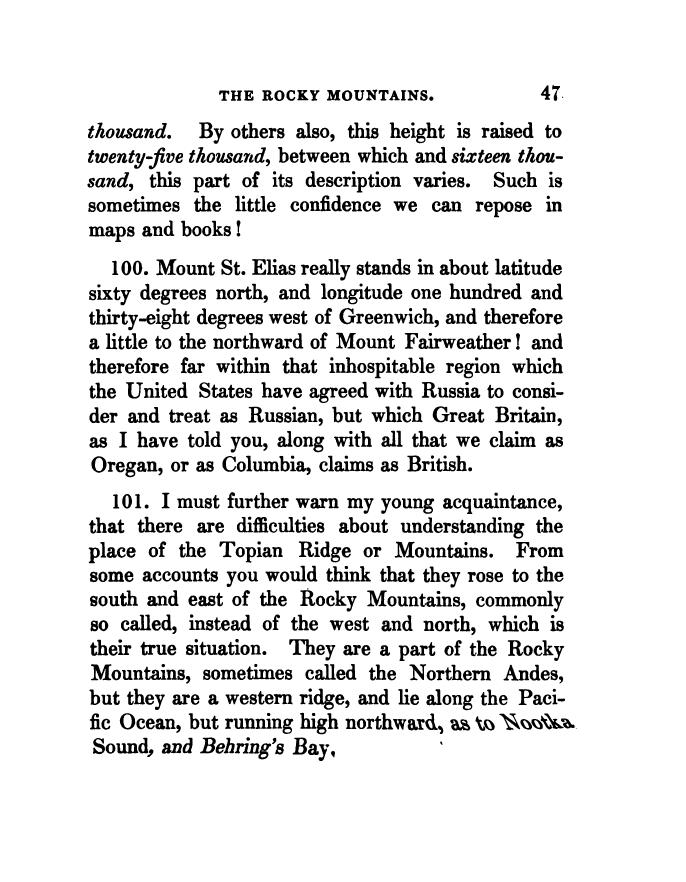 THE ROCKY MOUNTAINS. 47
thousand. By others also, this height is raised to
twenty-five thousand, between which and sixteen thou-
sand, this part of its description varies. Such is
sometimes the little confidence we can repose in
maps and books!
100. Mount St. Elias really stands in about latitude
sixty degrees north, and longitude one hundred and
thirty-eight degrees west of Greenwich, and therefore
a little to the northward of Mount Fairweather! and
therefore far within that inhospitable region which
the United States have agreed with Russia to consi-
der and treat as Russian, but which Great Britain,
as I have told you, along with all that we claim as
Oregan, or as Columbia, claims as British.
101. I must further warn my young acquaintance,
that there are difficulties about understanding the
place of the Topian Ridge or Mountains. From
some accounts you would think that they rose to the
south and east of the Rocky Mountains, commonly
so called, instead of the west and north, which is
their true situation. They are a part of the Rocky
Mountains, sometimes called the Northern Andes,
but they are a western ridge, and lie along the Paci-
fic Ocean, but running high northward, as to Nootka
Sound, and Behring's Bay,